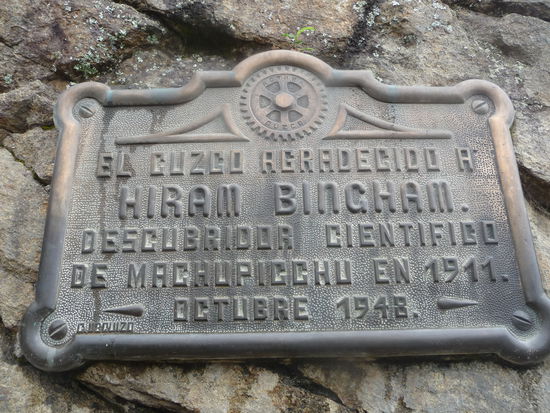 EL CUZCO AGRADECIDO A
HIRAM BINGHAM.
DESCUBRIDOR CIENTIFICO
DE MACHUPICCHU EN 1911.
OCTUBRE 1948.